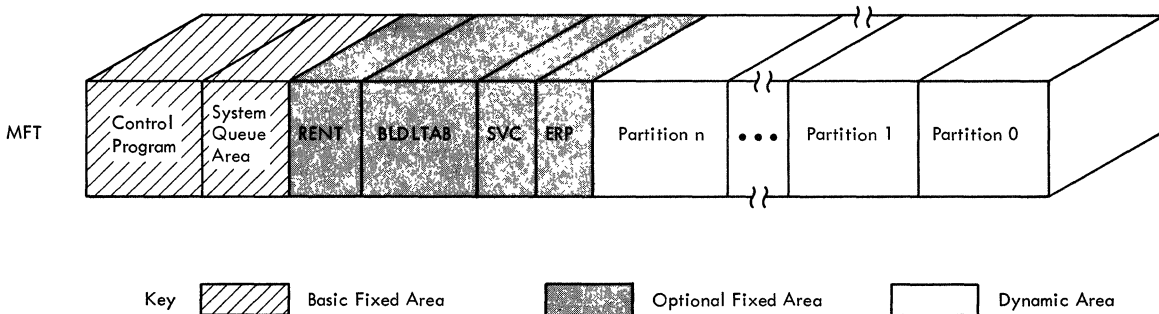 MFT
Control
Program
System
Queue
Area
RENT
BLDLTAB
SVC
ERP
Partition n
•••
Partition 1
Partition 0
Key
Basic Fixed Area
Optional Fixed Area
Dynamic Area